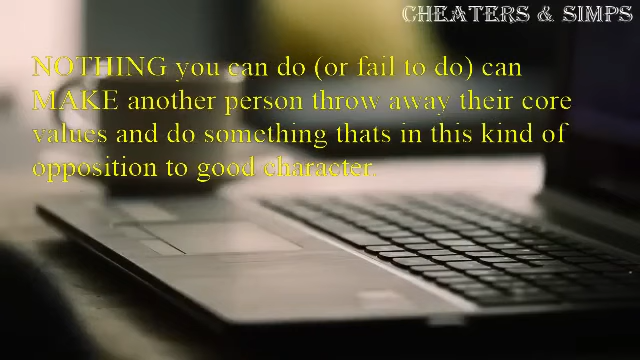 CHEATERS & SIMPS
NOTHING you can do (or fail to do) can
MAKE another person throw away their core
values and do something thats in this kind of
opposition to good character.